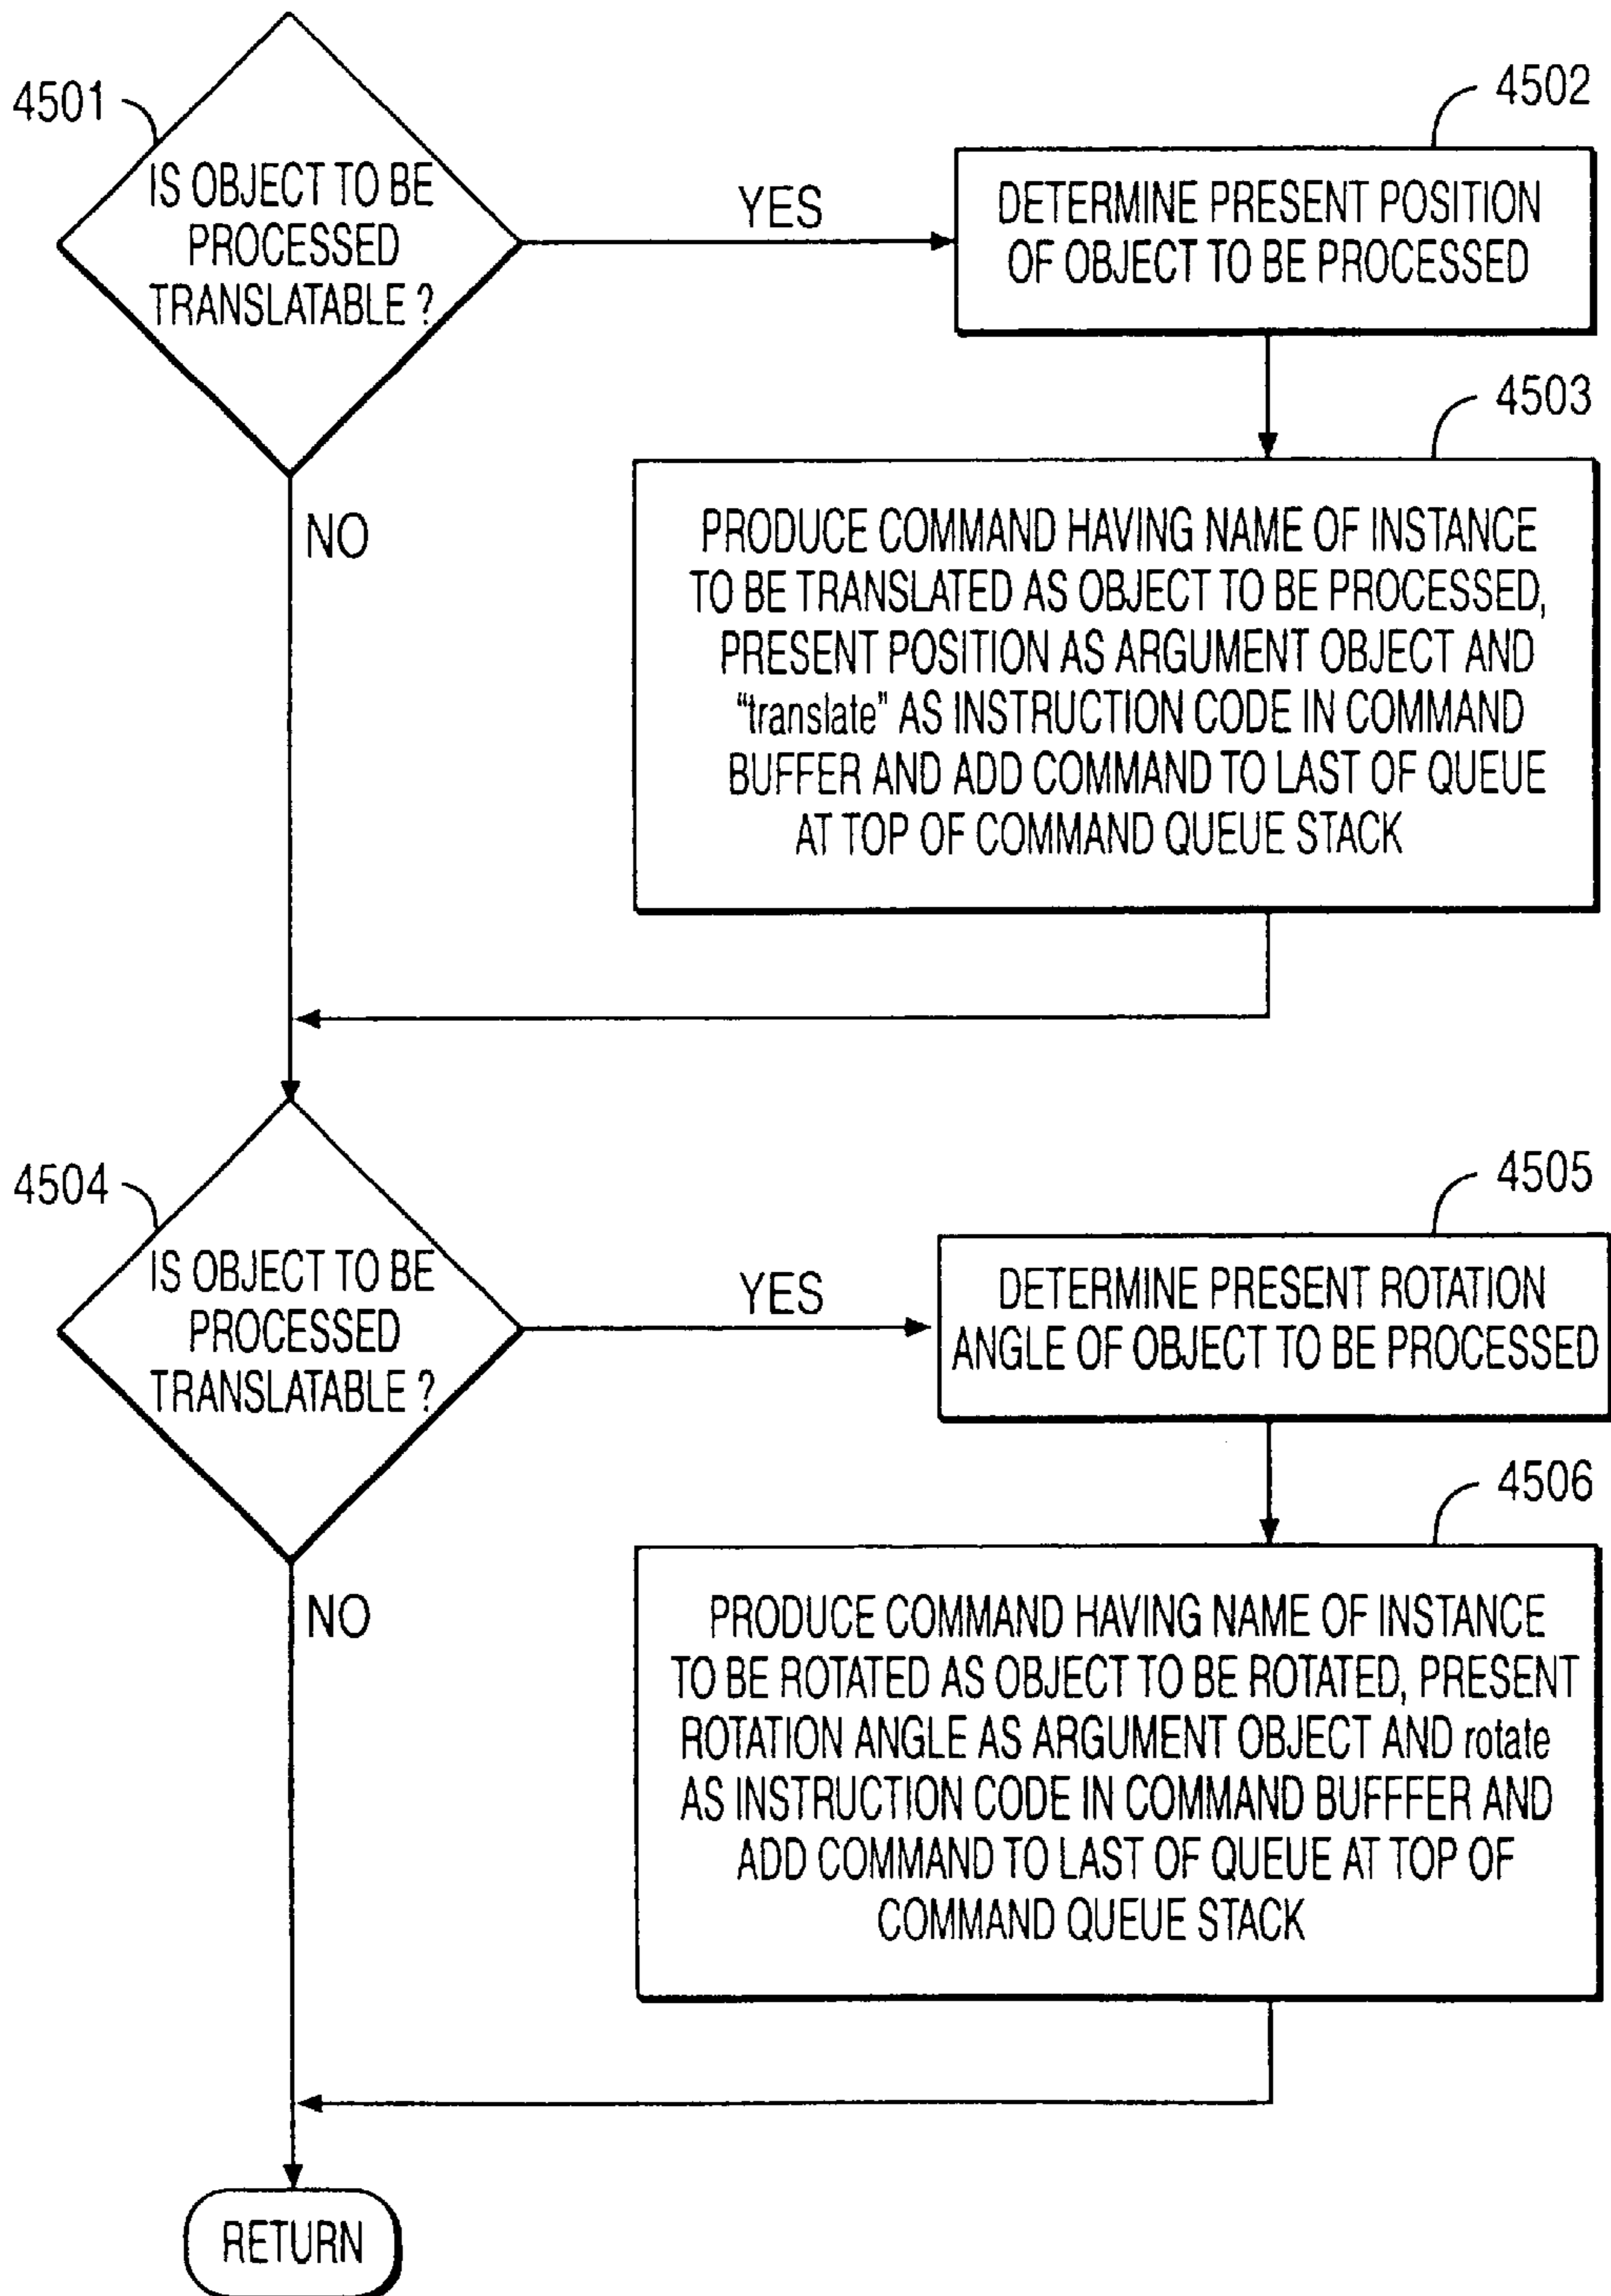 4501
IS OBJECT TO BE
PROCESSED
TRANSLATABLE ?
YES
4502
DETERMINE PRESENT POSITION
OF OBJECT TO BE PROCESSED
4503
PRODUCE COMMAND HAVING NAME OF INSTANCE
TO BE TRANSLATED AS OBJECT TO BE PROCESSED,
PRESENT POSITION AS ARGUMENT OBJECT AND
“translate” AS INSTRUCTION CODE IN COMMAND
BUFFER AND ADD COMMAND TO LAST OF QUEUE
AT TOP OF COMMAND QUEUE STACK
NO
4504
IS OBJECT TO BE
PROCESSED
TRANSLATABLE ?
YES
4505
DETERMINE PRESENT ROTATION
ANGLE OF OBJECT TO BE PROCESSED
4506
PRODUCE COMMAND HAVING NAME OF INSTANCE
TO BE ROTATED AS OBJECT TO BE ROTATED, PRESENT
ROTATION ANGLE AS ARGUMENT OBJECT AND rotate
AS INSTRUCTION CODE IN COMMAND BUFFFER AND
ADD COMMAND TO LAST OF QUEUE AT TOP OF
COMMAND QUEUE STACK
NO
RETURN